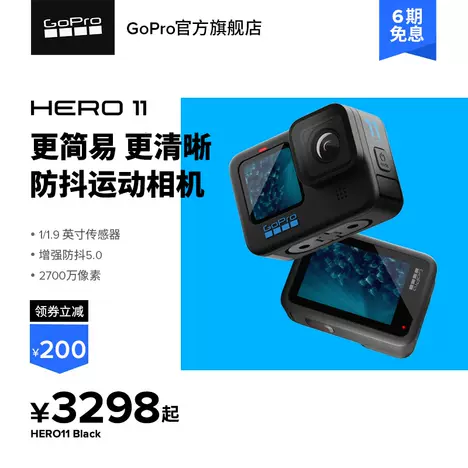 GoPro
GoPro官方旗舰店
6期
免息
HERO 11
更简易 更清晰
防抖运动相机
• 1/1.9 英寸传感器
• 增强防抖5.0
• 2700万像素
GoPro
领券立减
¥200
¥3298起
HERO11 Black